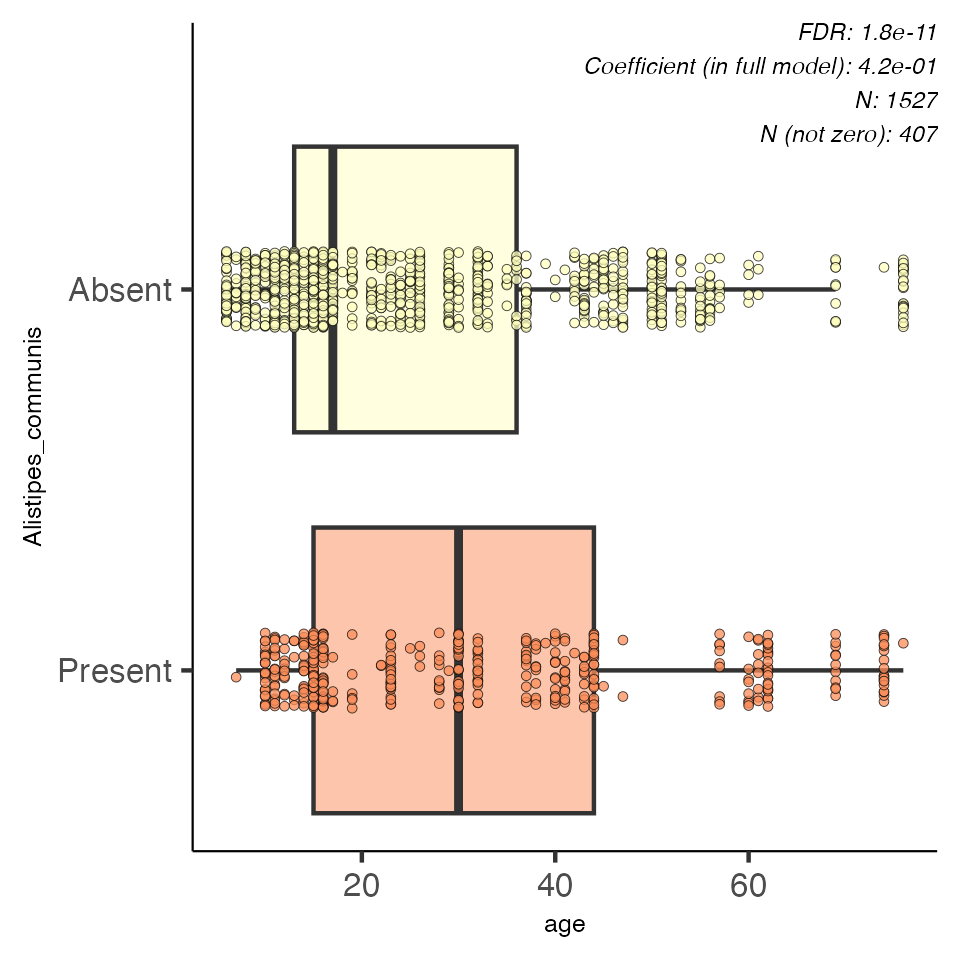 FDR: 1.8e-11
Coefficient (in full model): 4.2e-01
N: 1527
N (not zero): 407
Absent
Alistipes_communis
Present
20 40 60
age